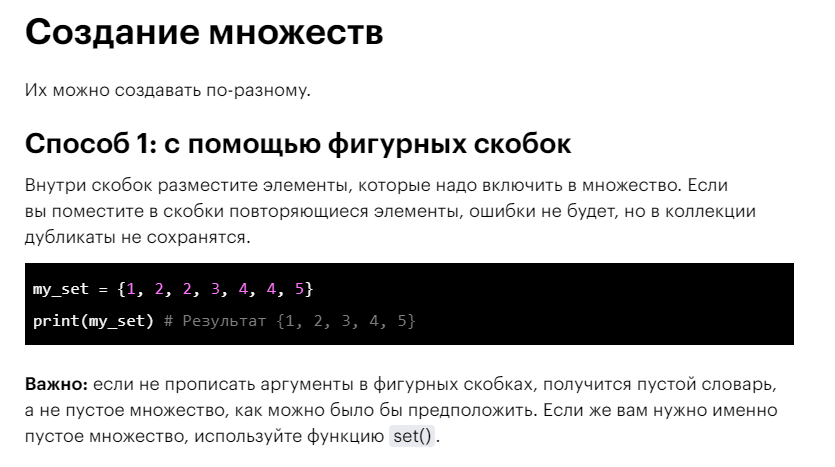 Создание множеств
Их можно создавать по-разному.
Способ 1: с помощью фигурных скобок
Внутри скобок разместите элементы, которые надо включить в множество. Если
вы поместите в скобки повторяющиеся элементы, ошибки не будет, но в коллекции
дубликаты не сохранятся.
my_set = {1, 2, 2, 3, 4, 4, 5}
print(my_set) # Результат {1, 2, 3, 4, 5}
Важно: если не прописать аргументы в фигурных скобках, получится пустой словарь,
а не пустое множество, как можно было бы предположить. Если же вам нужно именно
пустое множество, используйте функцию set().